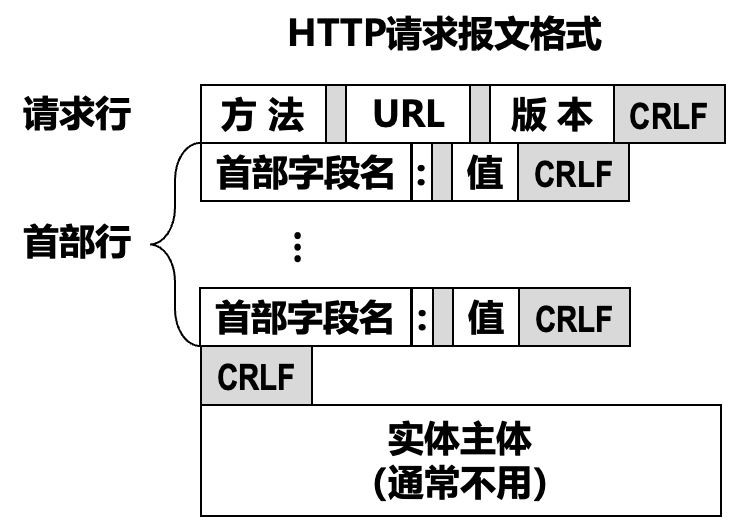 HTTP请求报文格式
请求行 方 法 URL 版 本 CRLF
首部字段名 : 值 CRLF
首部行 ⋮
首部字段名 : 值 CRLF
CRLF
实体主体
(通常不用)